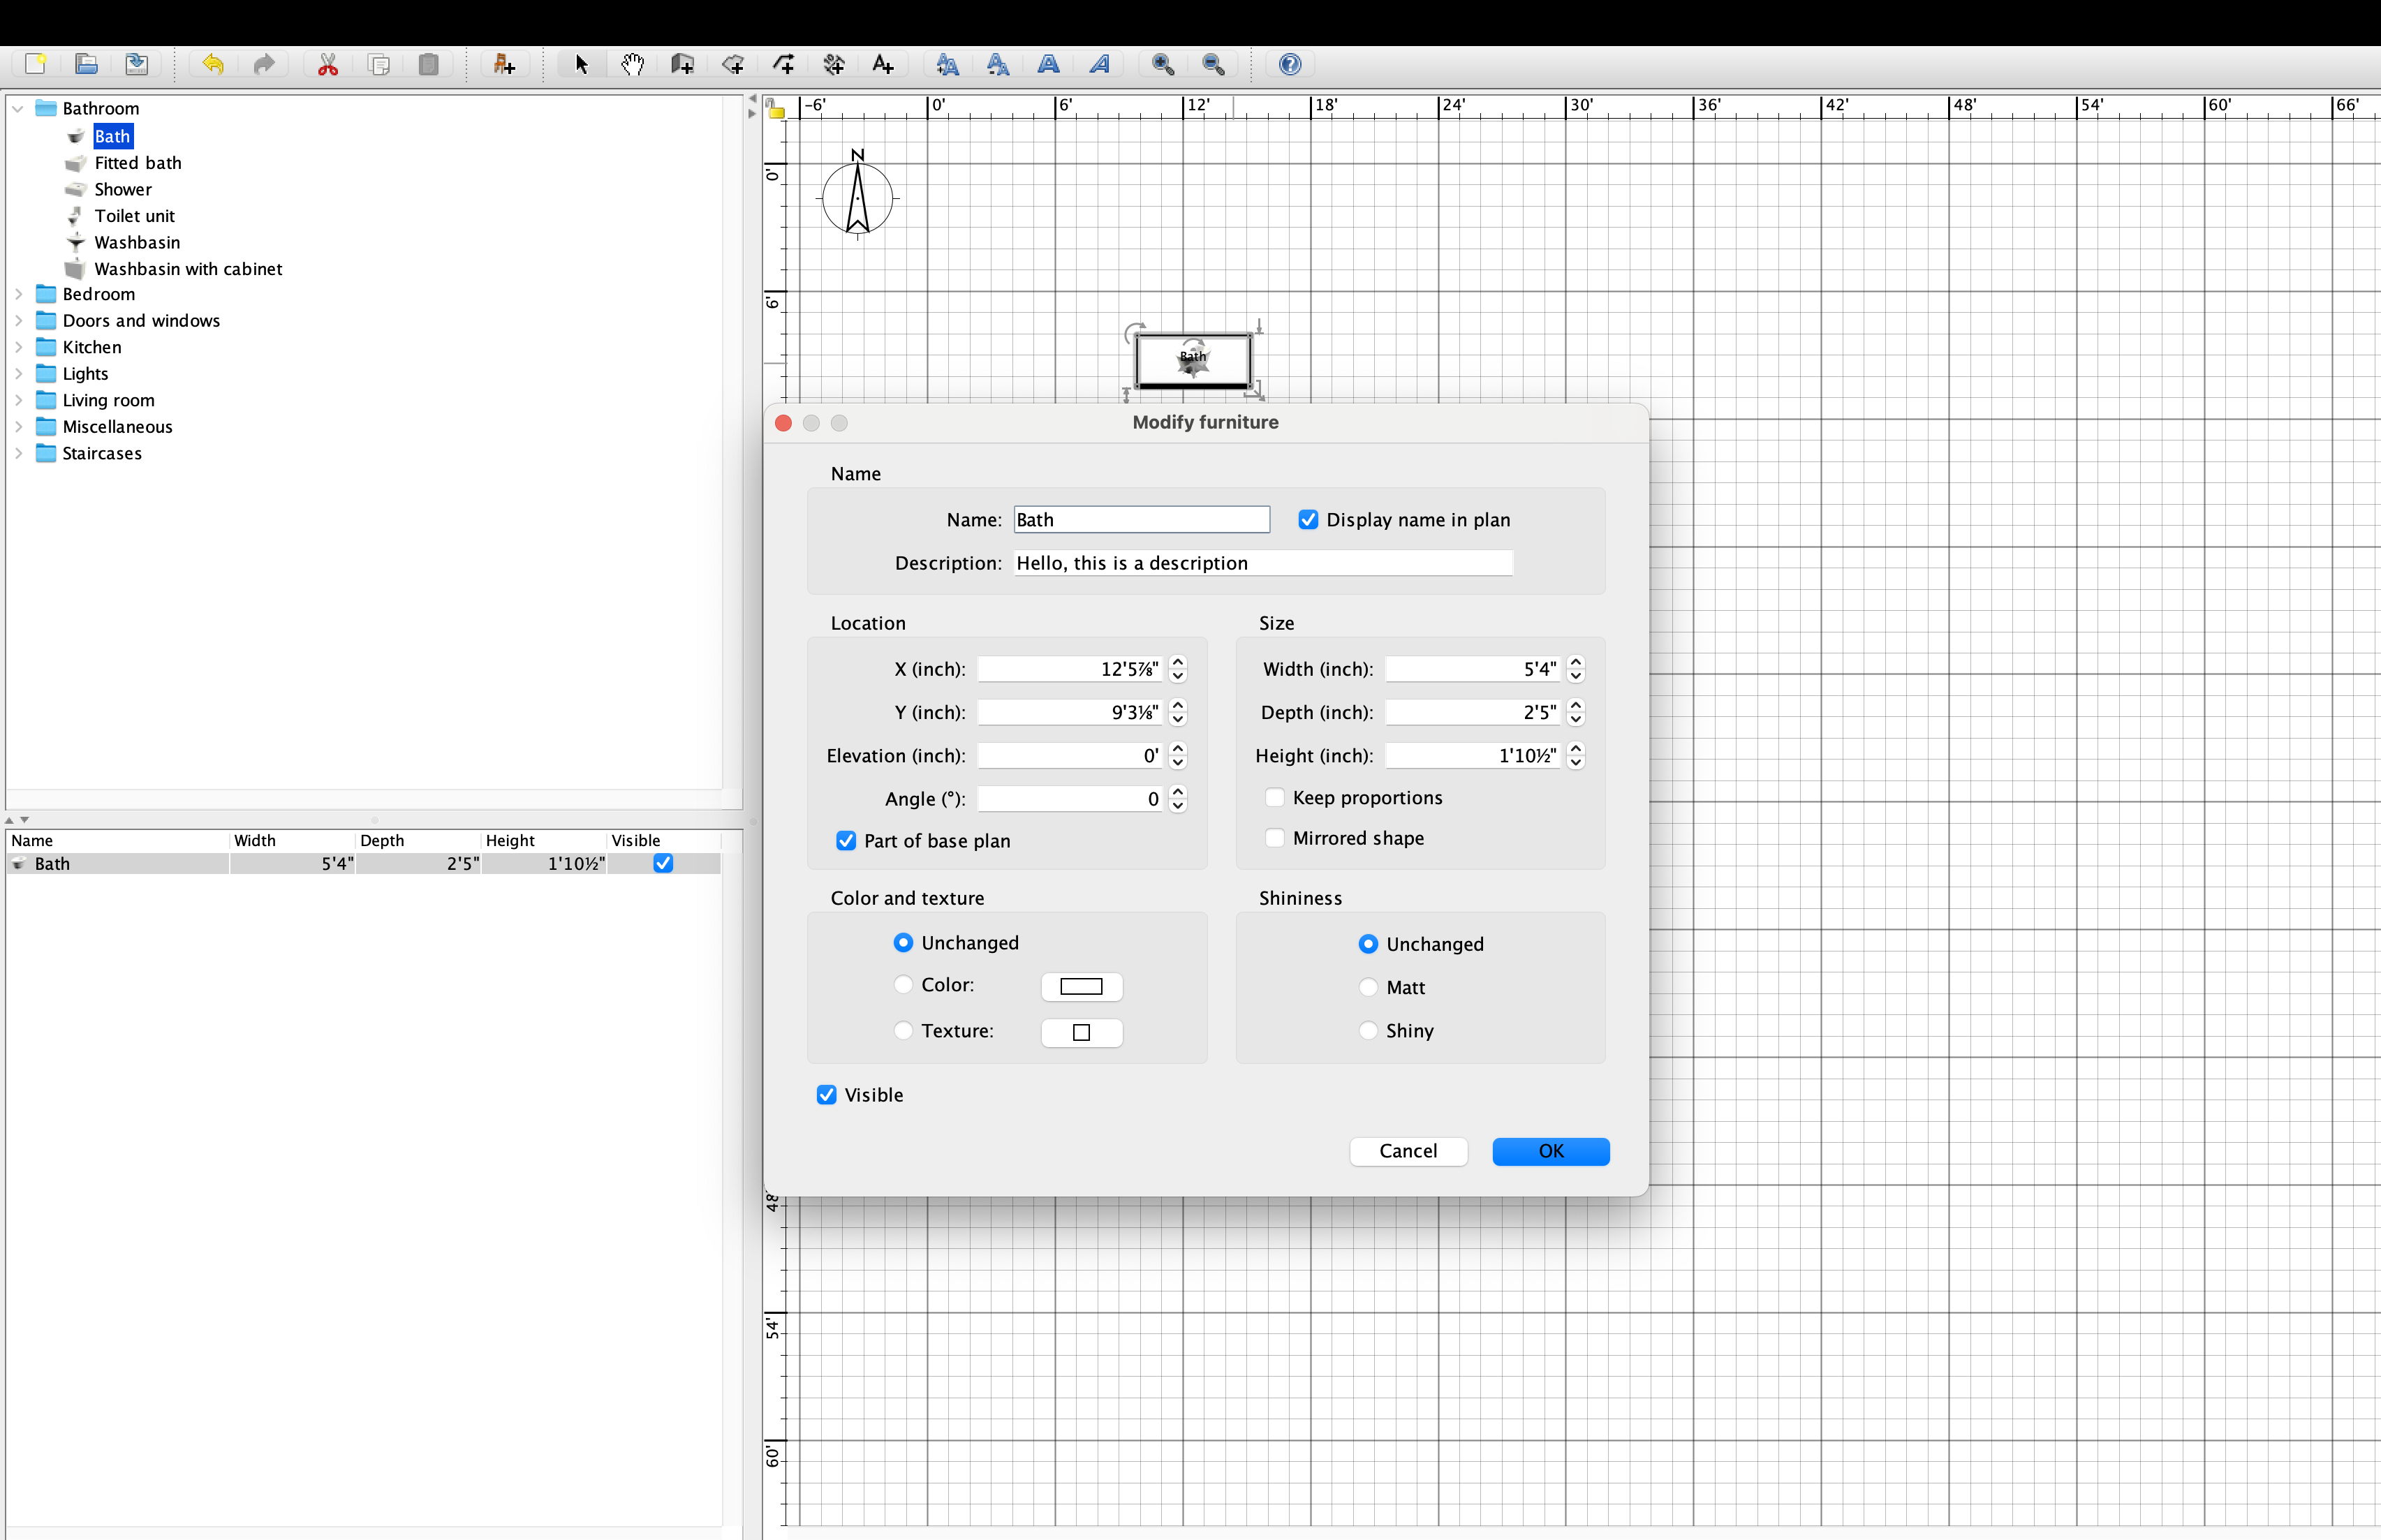 -6' 0' 6' 12' 18' 24' 30' 36' 42' 48' 54' 60' 66'
Bathroom
Bath
Fitted bath
Shower
Toilet unit
Washbasin
Washbasin with cabinet
Bedroom
Doors and windows
Kitchen
Lights
Living room
Miscellaneous
Staircases
Name Width Depth Height Visible
Bath 5'4" 2'5" 1'10½"
N
0'
6'
Bath
Modify furniture
Name
Name: Bath Display name in plan
Description: Hello, this is a description
Location
X (inch): 12'5⅞"
Y (inch): 9'3⅛"
Elevation (inch): 0'
Angle (°): 0
Part of base plan
Size
Width (inch): 5'4"
Depth (inch): 2'5"
Height (inch): 1'10½"
Keep proportions
Mirrored shape
Color and texture
Unchanged
Color:
Texture:
Shininess
Unchanged
Matt
Shiny
Visible
Cancel OK
54'
60'